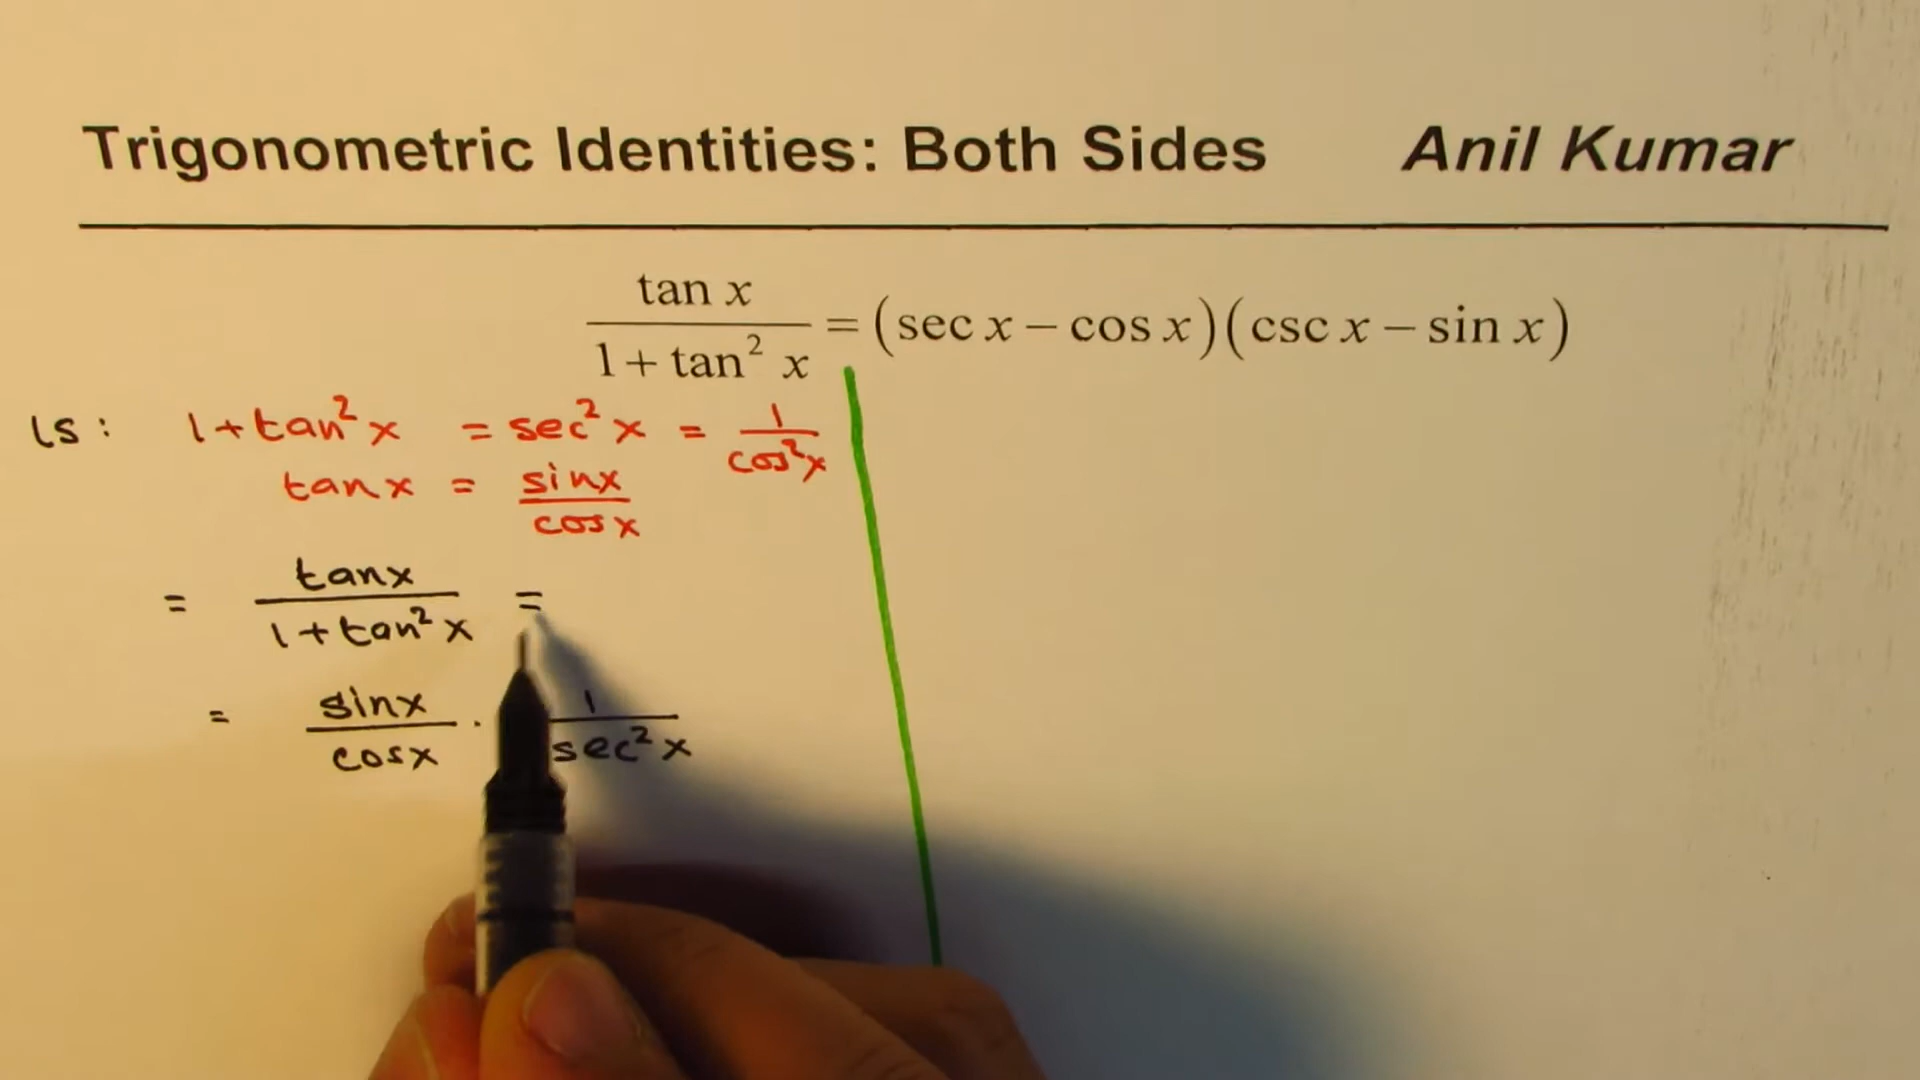 Trigonometric Identities: Both Sides Anil Kumar
tan x / 1 + tan² x = (sec x − cos x)(csc x − sin x)
LS: 1 + tan² x = sec² x = 1 / cos² x
tan x = sin x / cos x
= tan x / 1 + tan² x =
= sin x / cos x · 1 / sec² x